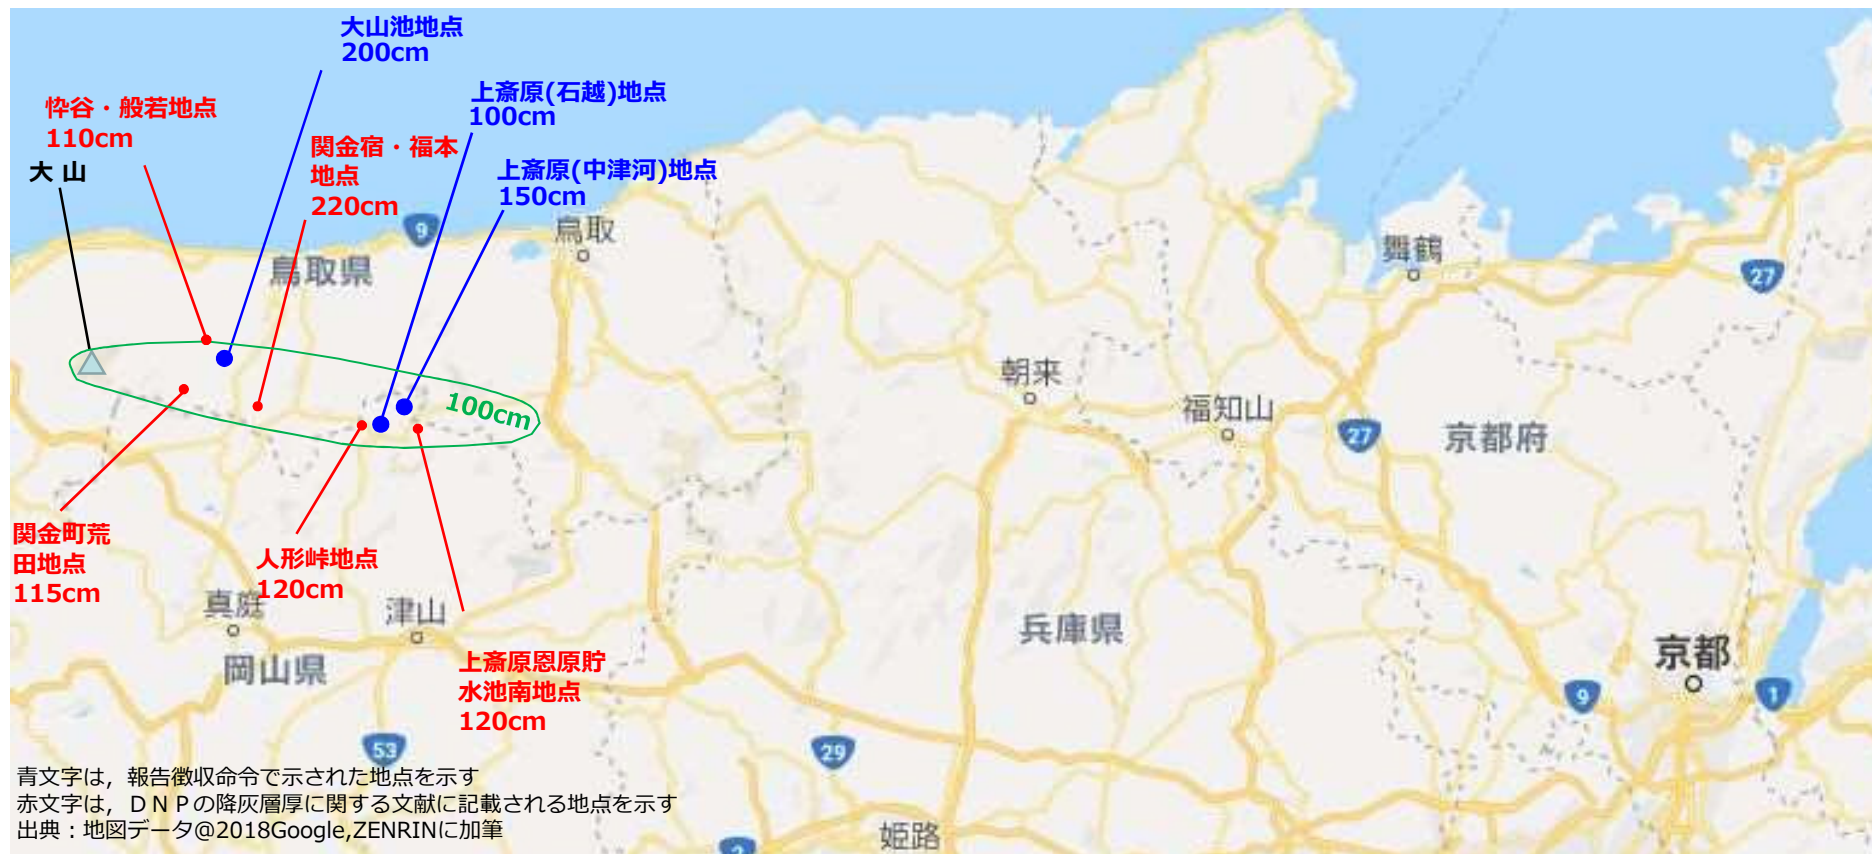 大山池地点
200cm
上斎原(石越)地点
100cm
忰谷・般若地点
110cm
関金宿・福本
地点
220cm
上斎原(中津河)地点
150cm
大 山
9
鳥取
鳥取県
舞鶴
27
100cm
朝来
福知山
27
京都府
関金町荒
田地点
115cm
人形峠地点
120cm
真庭
津山
岡山県
兵庫県
京都
上斎原恩原貯
水池南地点
120cm
9
1
53
29
青文字は，報告徴収命令で示された地点を示す
赤文字は，ＤＮＰの降灰層厚に関する文献に記載される地点を示す
出典：地図データ@2018Google,ZENRINに加筆
姫路
2